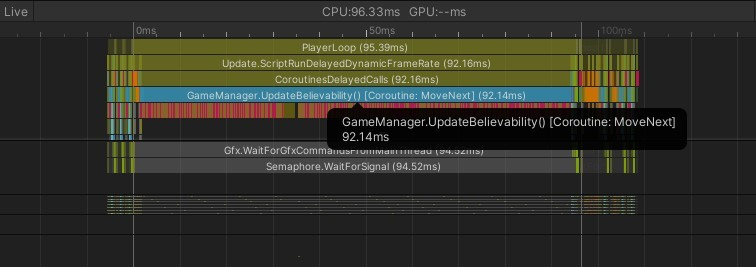 Live
CPU:96.33ms GPU:--ms
0ms
50ms
100ms
PlayerLoop (95.39ms)
Update.ScriptRunDelayedDynamicFrameRate (92.16ms)
CoroutinesDelayedCalls (92.16ms)
GameManager.UpdateBelievability() [Coroutine: MoveNext] (92.14ms)
GameManager.UpdateBelievability() [Coroutine: MoveNext]
92.14ms
Gfx.WaitForGfxCommandsFromMainThread (94.52ms)
Semaphore.WaitForSignal (94.52ms)